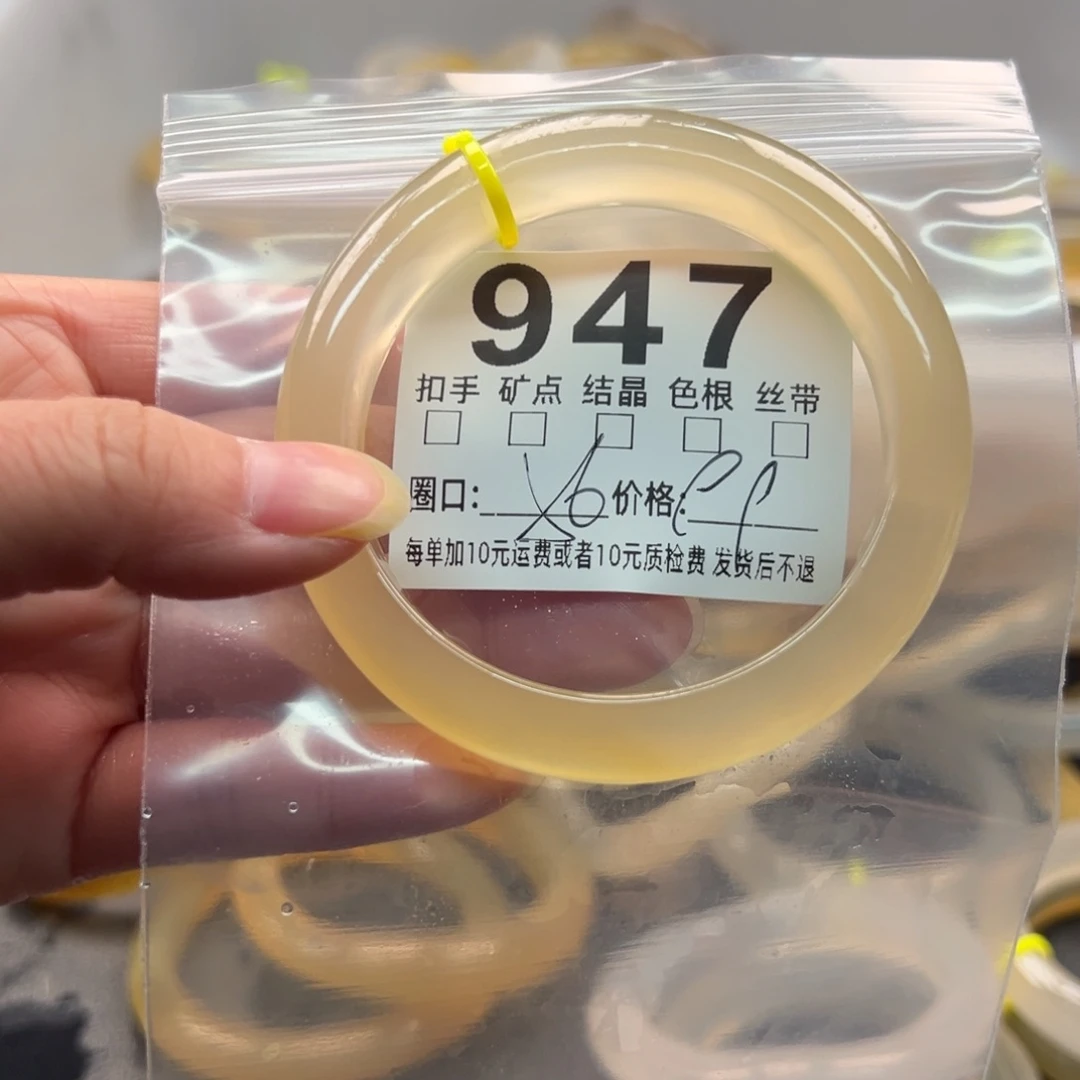 947
扣手 矿点 结晶 色根 丝带
圈口: 价格:
每单加10元运费或者10元质检费 发货后不退